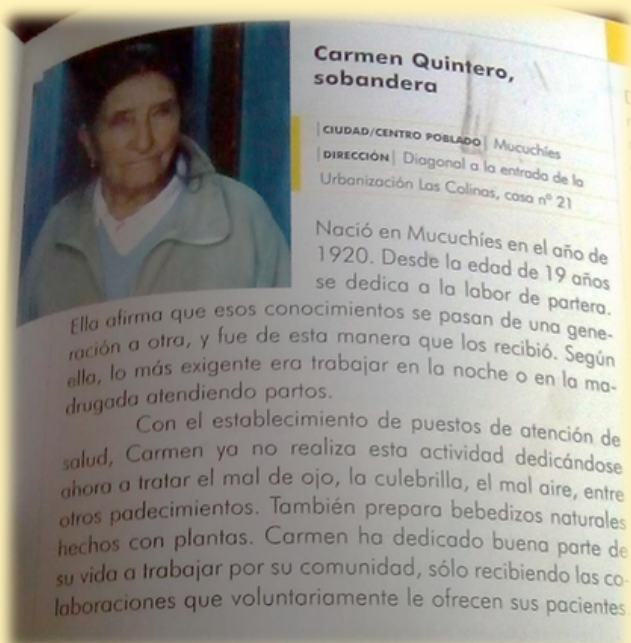 Carmen Quintero,
sobandera
|CIUDAD/CENTRO POBLADO| Mucuchíes
|DIRECCIÓN| Diagonal a la entrada de la
Urbanización Las Colinas, casa nº 21
Nació en Mucuchíes en el año de
1920. Desde la edad de 19 años
se dedica a la labor de partera.
Ella afirma que esos conocimientos se pasan de una gene-
ración a otra, y fue de esta manera que los recibió. Según
ella, lo más exigente era trabajar en la noche o en la ma-
drugada atendiendo partos.
Con el establecimiento de puestos de atención de
salud, Carmen ya no realiza esta actividad dedicándose
ahora a tratar el mal de ojo, la culebrilla, el mal aire, entre
otros padecimientos. También prepara bebedizos naturales
hechos con plantas. Carmen ha dedicado buena parte de
su vida a trabajar por su comunidad, sólo recibiendo las co-
laboraciones que voluntariamente le ofrecen sus pacientes